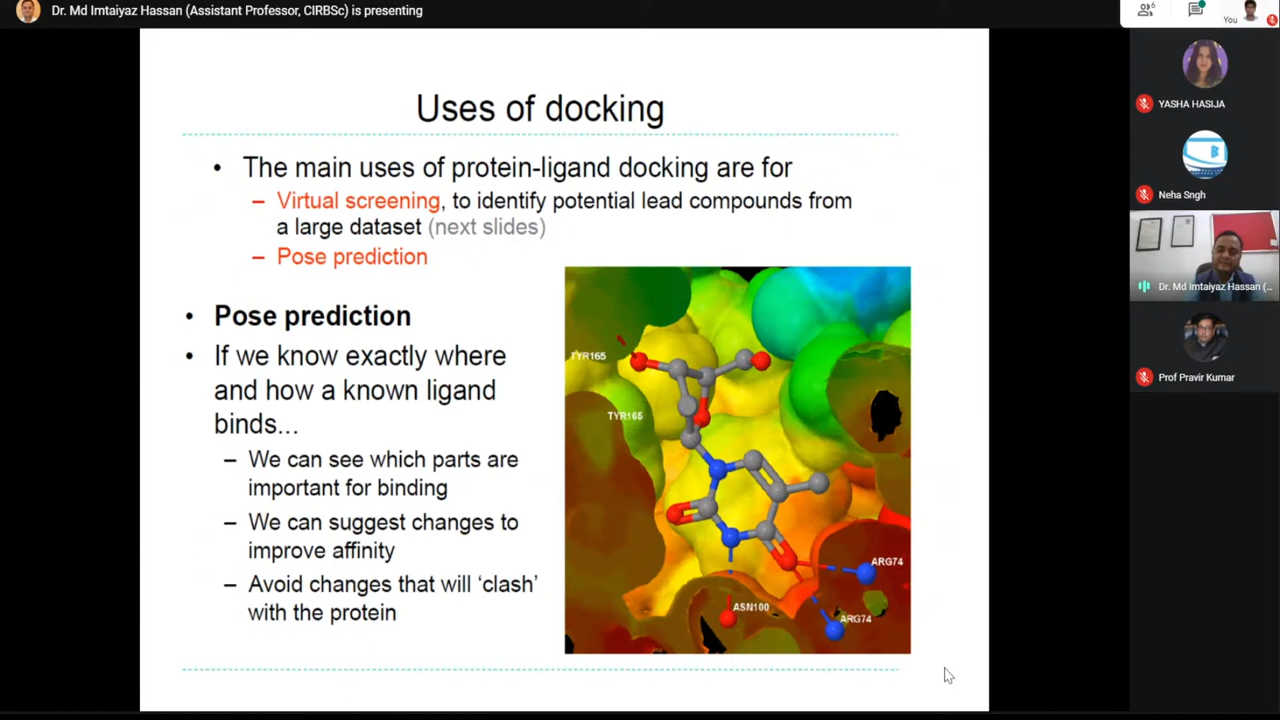 Dr. Md Imtaiyaz Hassan (Assistant Professor, CIRBSc) is presenting
6
You
Uses of docking
• The main uses of protein-ligand docking are for
– Virtual screening, to identify potential lead compounds from
a large dataset (next slides)
– Pose prediction
• Pose prediction
• If we know exactly where
and how a known ligand
binds...
– We can see which parts are
important for binding
– We can suggest changes to
improve affinity
– Avoid changes that will ‘clash’
with the protein
TYR165
TYR165
ARG74
ASN100
ARG74
YASHA HASIJA
Neha Sngh
Dr. Md Imtaiyaz Hassan (...
Prof Pravir Kumar